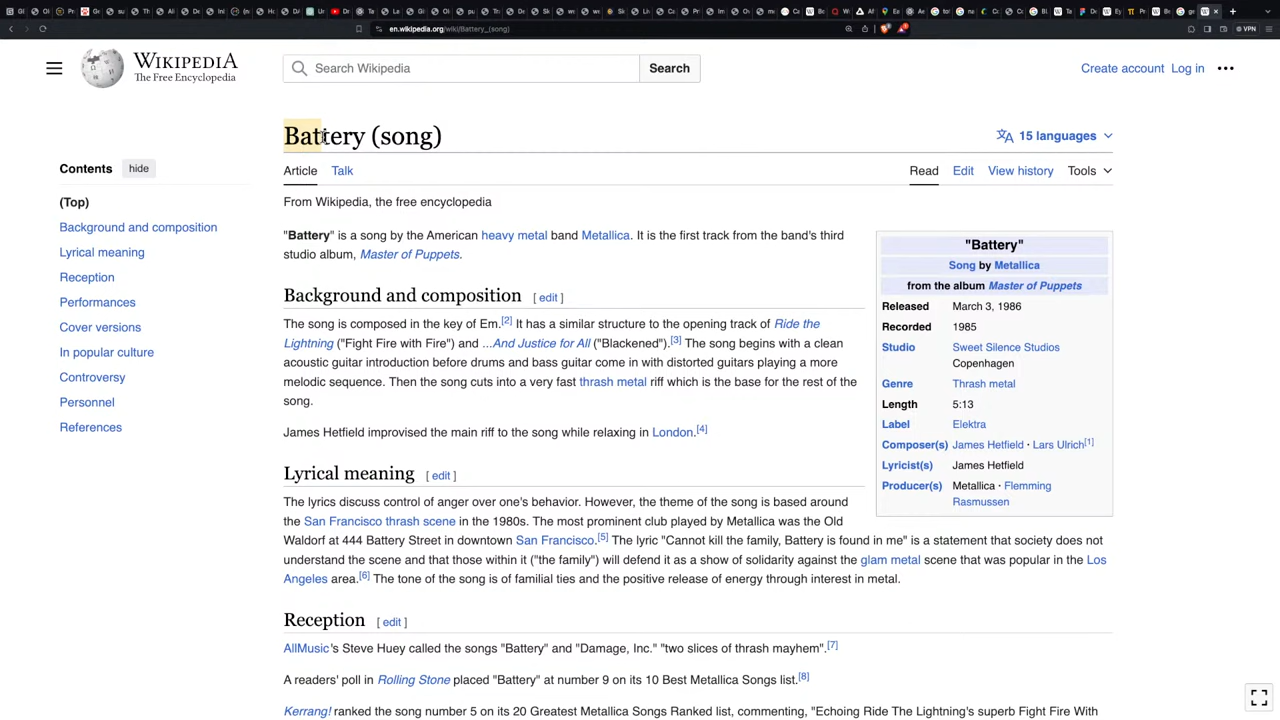 en.wikipedia.org/wiki/Battery_(song)
VPN
WIKIPEDIA
The Free Encyclopedia
Search Wikipedia
Search
Create account Log in
Battery (song)
15 languages
Contents hide
Article Talk
Read Edit View history Tools
(Top)
From Wikipedia, the free encyclopedia
Background and composition
Lyrical meaning
Reception
Performances
Cover versions
In popular culture
Controversy
Personnel
References
"Battery" is a song by the American heavy metal band Metallica. It is the first track from the band's third
studio album, Master of Puppets.
Background and composition [ edit ]
The song is composed in the key of Em.[2] It has a similar structure to the opening track of Ride the
Lightning ("Fight Fire with Fire") and ...And Justice for All ("Blackened").[3] The song begins with a clean
acoustic guitar introduction before drums and bass guitar come in with distorted guitars playing a more
melodic sequence. Then the song cuts into a very fast thrash metal riff which is the base for the rest of the
song.
James Hetfield improvised the main riff to the song while relaxing in London.[4]
Lyrical meaning [ edit ]
The lyrics discuss control of anger over one's behavior. However, the theme of the song is based around
the San Francisco thrash scene in the 1980s. The most prominent club played by Metallica was the Old
Waldorf at 444 Battery Street in downtown San Francisco.[5] The lyric "Cannot kill the family, Battery is found in me" is a statement that society does not
understand the scene and that those within it ("the family") will defend it as a show of solidarity against the glam metal scene that was popular in the Los
Angeles area.[6] The tone of the song is of familial ties and the positive release of energy through interest in metal.
Reception [ edit ]
AllMusic's Steve Huey called the songs "Battery" and "Damage, Inc." "two slices of thrash mayhem".[7]
A readers' poll in Rolling Stone placed "Battery" at number 9 on its 10 Best Metallica Songs list.[8]
Kerrang! ranked the song number 5 on its 20 Greatest Metallica Songs Ranked list, commenting, "Echoing Ride The Lightning's superb Fight Fire With
"Battery"
Song by Metallica
from the album Master of Puppets
Released March 3, 1986
Recorded 1985
Studio Sweet Silence Studios
Copenhagen
Genre Thrash metal
Length 5:13
Label Elektra
Composer(s) James Hetfield · Lars Ulrich[1]
Lyricist(s) James Hetfield
Producer(s) Metallica · Flemming
Rasmussen